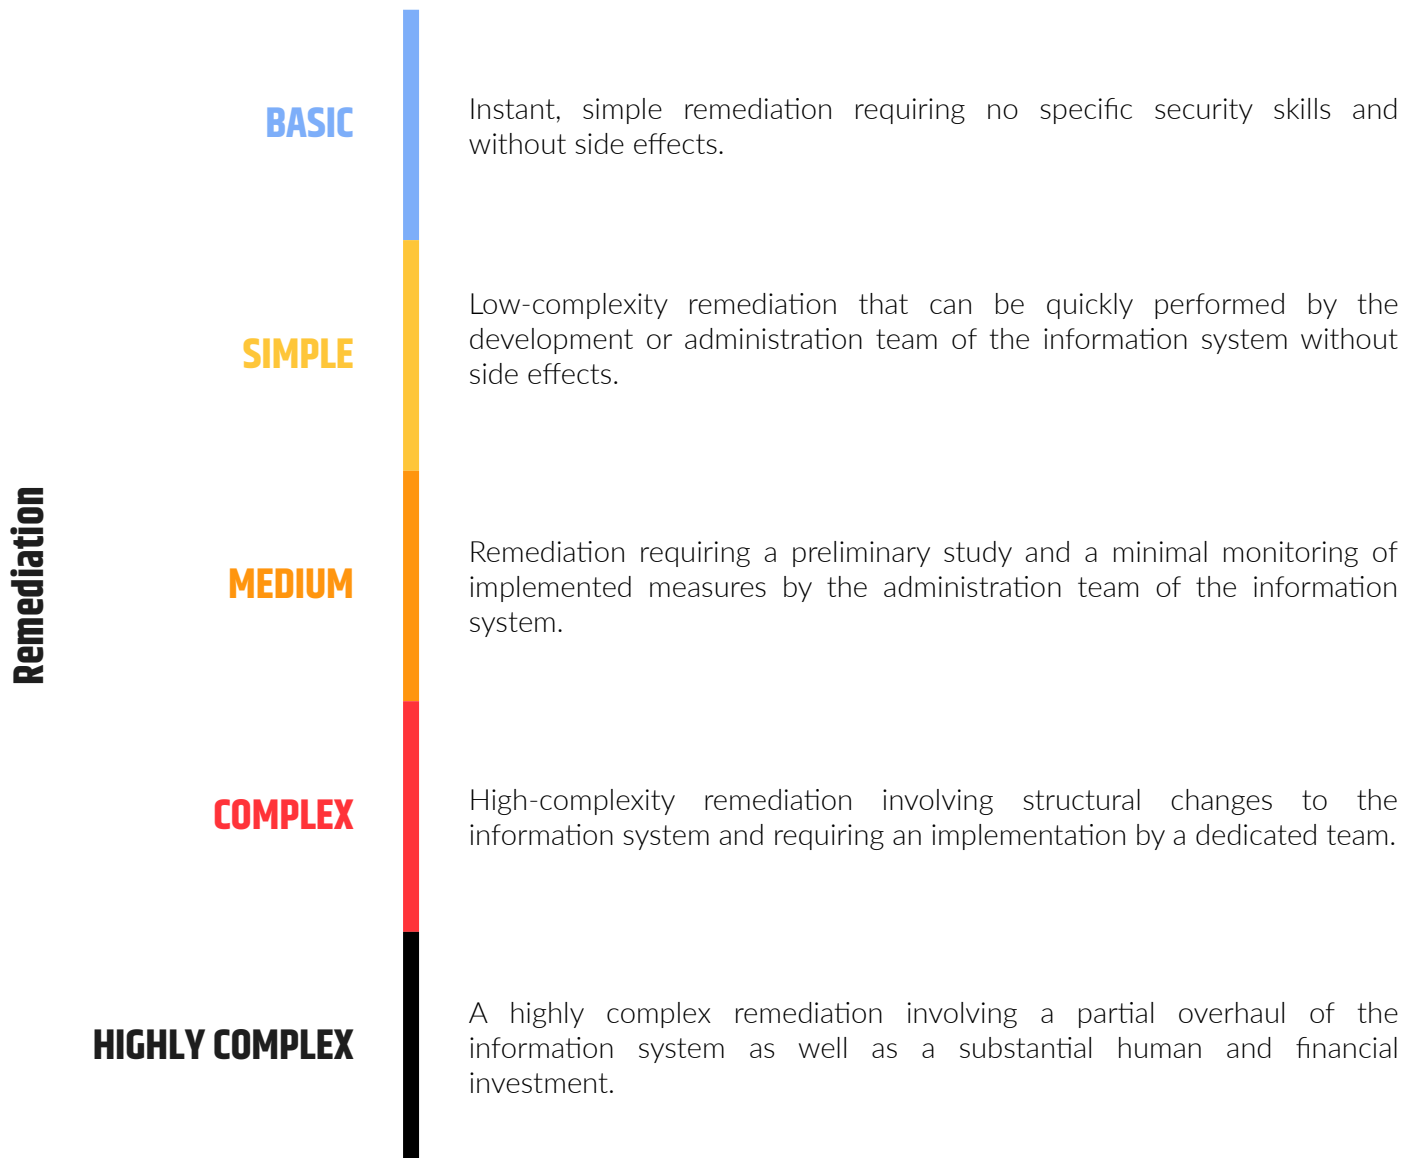 Remediation
BASIC
Instant, simple remediation requiring no specific security skills and
without side effects.
SIMPLE
Low-complexity remediation that can be quickly performed by the
development or administration team of the information system without
side effects.
MEDIUM
Remediation requiring a preliminary study and a minimal monitoring of
implemented measures by the administration team of the information
system.
COMPLEX
High-complexity remediation involving structural changes to the
information system and requiring an implementation by a dedicated team.
HIGHLY COMPLEX
A highly complex remediation involving a partial overhaul of the
information system as well as a substantial human and financial
investment.